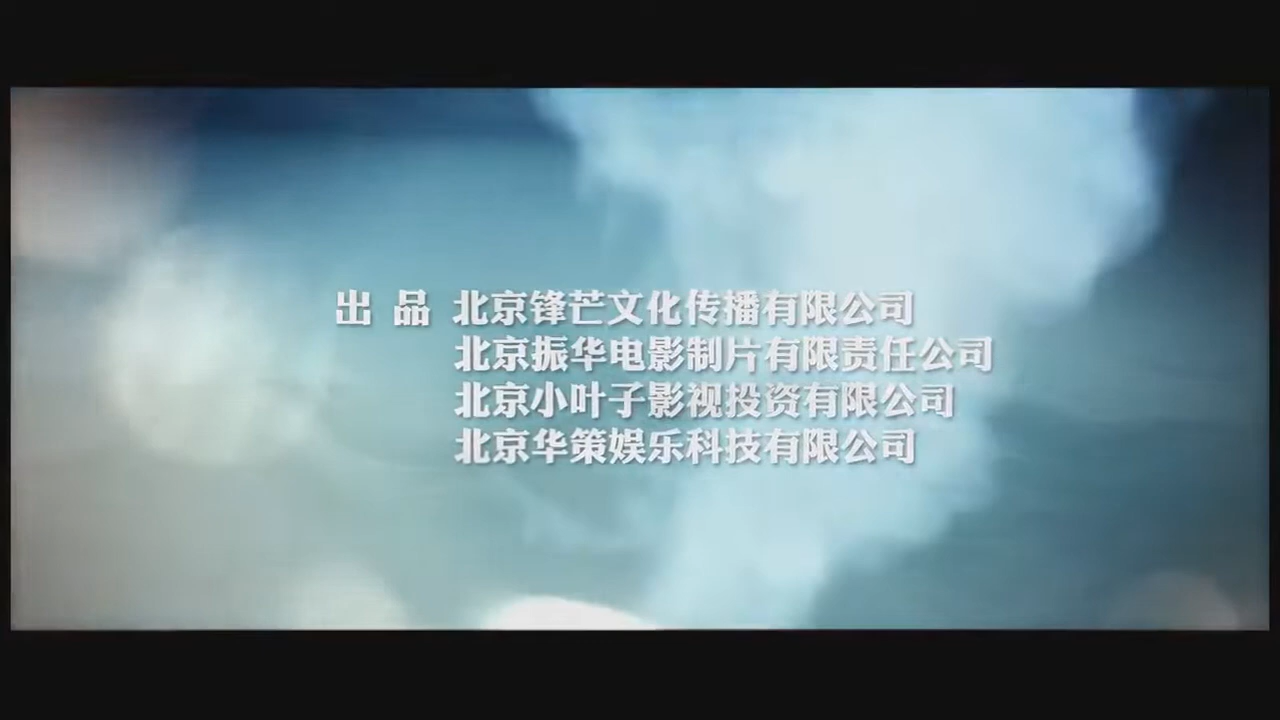 出 品 北京锋芒文化传播有限公司
北京振华电影制片有限责任公司
北京小叶子影视投资有限公司
北京华策娱乐科技有限公司